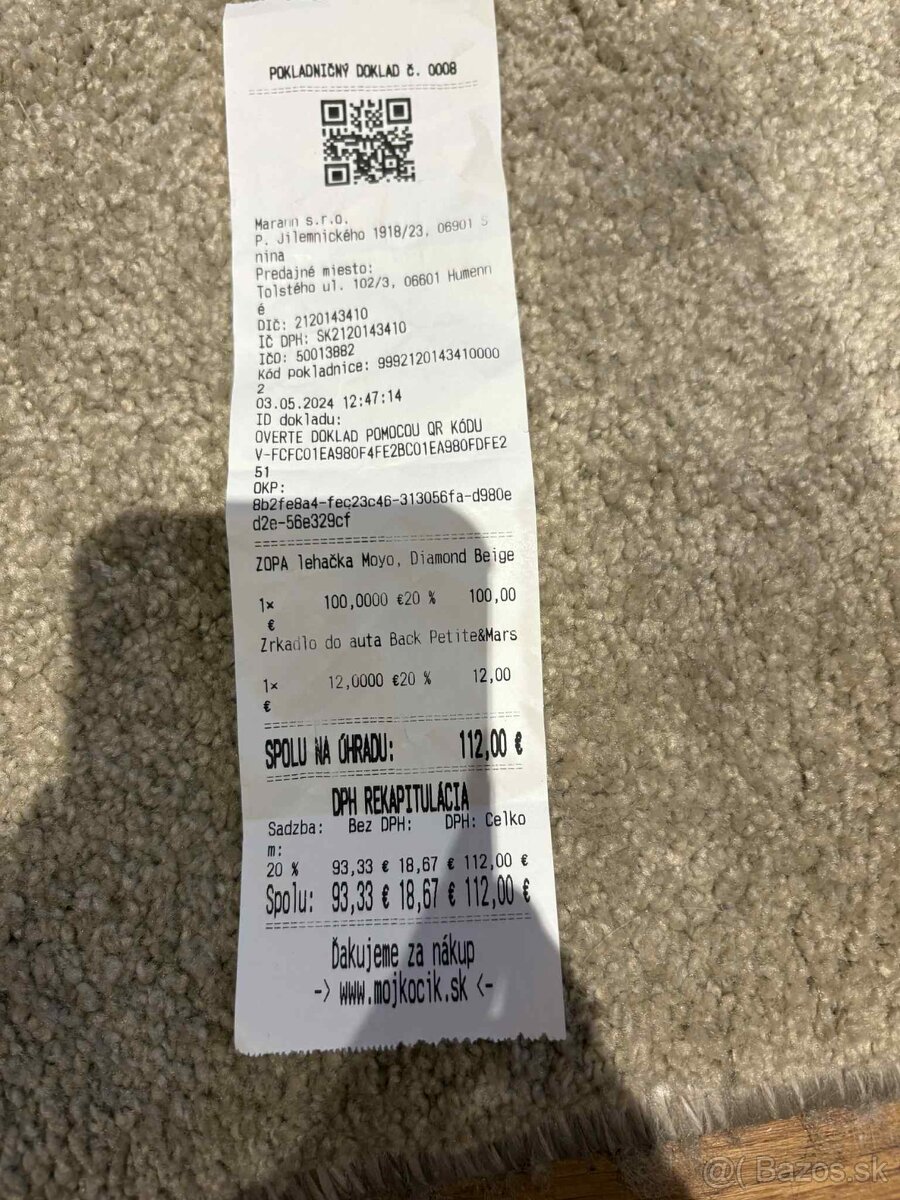 POKLADNIČNÝ DOKLAD č. 0008
Marann s.r.o.
P. Jilemnického 1918/23, 06901 S
nina
Predajné miesto:
Tolstého ul. 102/3, 06601 Humenn
é
DIČ: 2120143410
IČ DPH: SK2120143410
IČO: 50013882
Kód pokladnice: 9992120143410000
2
03.05.2024 12:47:14
ID dokladu:
OVERTE DOKLAD POMOCOU QR KÓDU
V-FCFC01EA980F4FE2BC01EA980FDFE2
51
OKP:
8b2fe8a4-fec23c46-313056fa-d980e
d2e-56e329cf
ZOPA lehačka Moyo, Diamond Beige
1x 100,0000 €20 % 100,00
€
Zrkadlo do auta Back Petite&Mars
1x 12,0000 €20 % 12,00
€
SPOLU NA ÚHRADU: 112,00 €
DPH REKAPITULÁCIA
Sadzba: Bez DPH: DPH: Celko
m:
20 % 93,33 € 18,67 € 112,00 €
Spolu: 93,33 € 18,67 € 112,00 €
Ďakujeme za nákup
-> www.mojkocik.sk <-
@( Bazos.sk